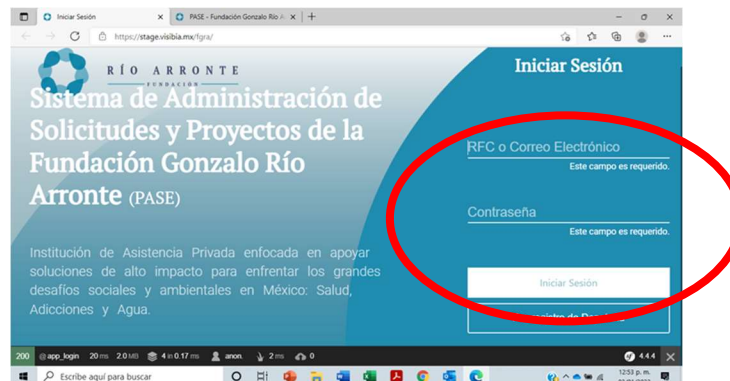 Iniciar Sesión
PASE - Fundación Gonzalo Río A
https://stage.visibia.mx/fgra/
RÍO ARRONTE
FUNDACIÓN
Sistema de Administración de
Solicitudes y Proyectos de la
Fundación Gonzalo Río
Arronte (PASE)
Institución de Asistencia Privada enfocada en apoyar
soluciones de alto impacto para enfrentar los grandes
desafíos sociales y ambientales en México: Salud,
Adicciones y Agua.
Iniciar Sesión
RFC o Correo Electrónico
Este campo es requerido.
Contraseña
Este campo es requerido.
Iniciar Sesión
de
200 @ app_login 20 ms 2.0 MB 4 in 0.17 ms anon. 2 ms 0 4.4.4
Escribe aquí para buscar
12:53 p. m.